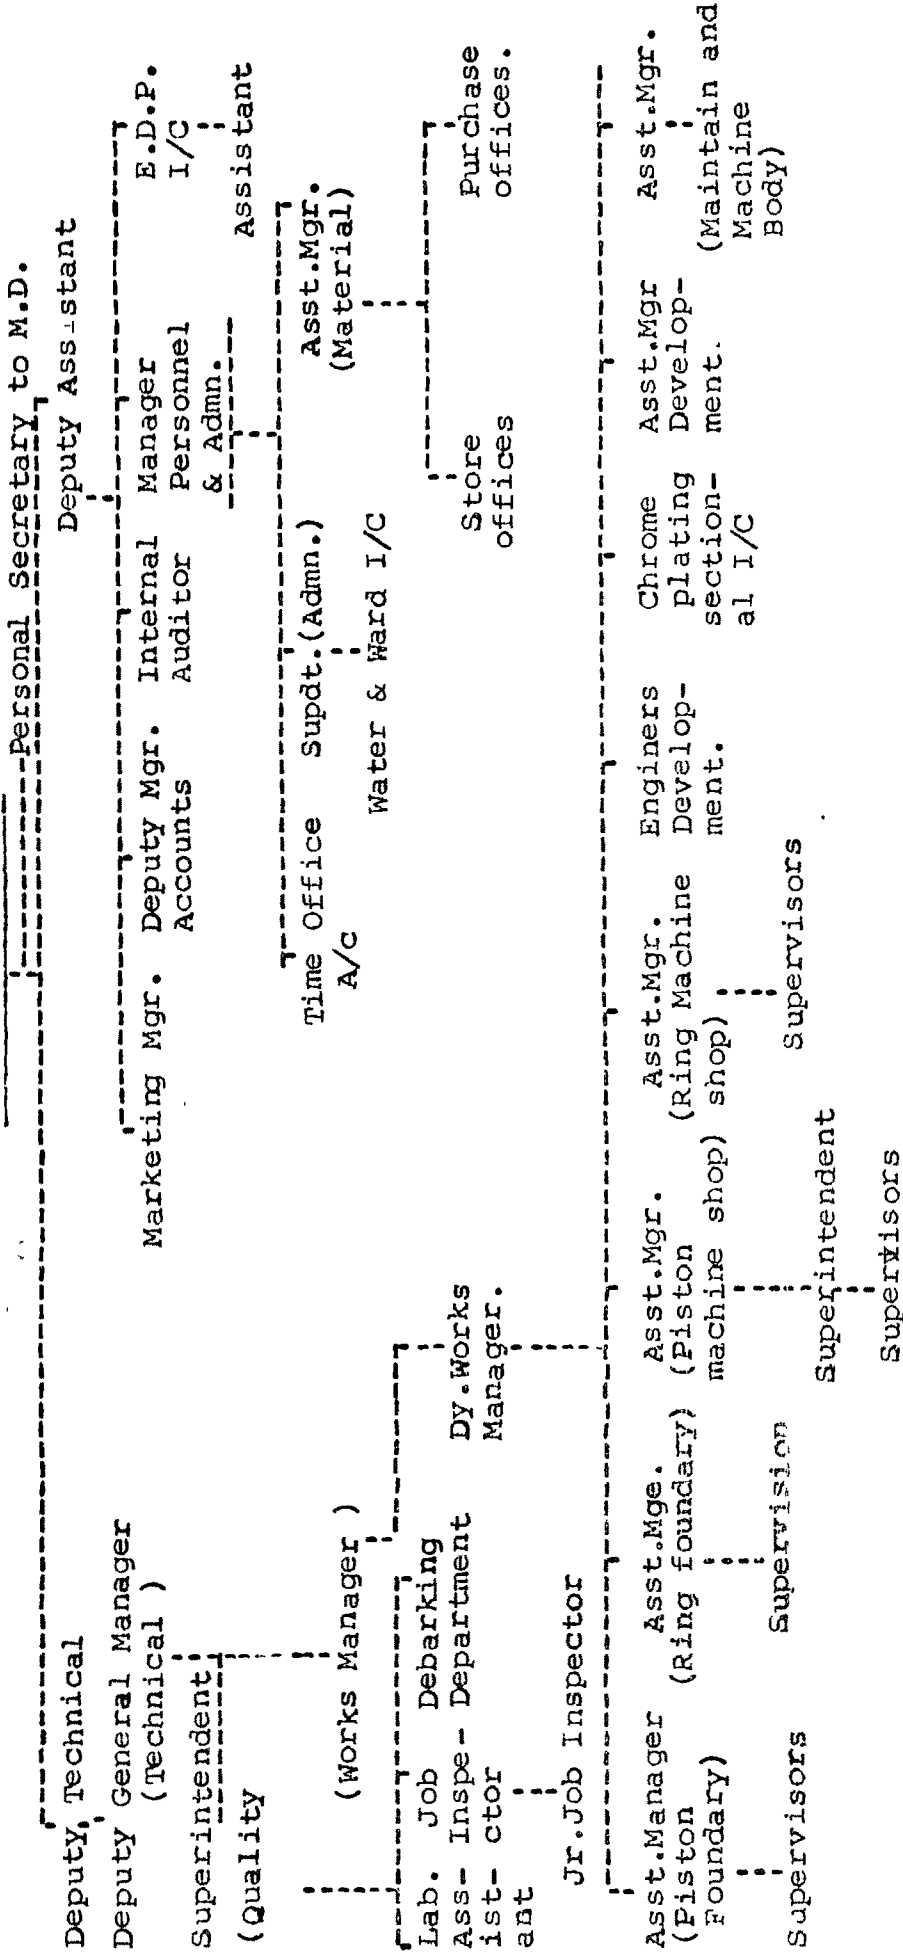 Personal Secretary to M.D.
Deputy Technical
Deputy Assistant
Deputy General Manager
(Technical )
Marketing Mgr.
Deputy Mgr.
Accounts
Internal
Auditor
Manager
Personnel
& Admn.
E.D.P.
I/C
Assistant
Superintendent
(Quality
Time Office
A/c
Supdt.(Admn.)
Water & Ward I/C
Asst.Mgr.
(Material)
(Works Manager )
Store
offices
Purchase
offices.
Lab.
Ass-
ist-
ant
Job
Inspe-
ctor
Debarking
Department
Dy.Works
Manager.
Jr.Job Inspector
Asst.Manager
(Piston
Foundary)
Supervisors
Asst.Mge.
(Ring foundary)
Supervision
Asst.Mgr.
(Piston
machine shop)
Superintendent
Supervisors
Asst.Mgr.
(Ring Machine
shop)
Supervisors
Enginers
Develop-
ment.
Chrome
plating
section-
al I/C
Asst.Mgr
Develop-
ment.
Asst.Mgr.
(Maintain and
Machine
Body)